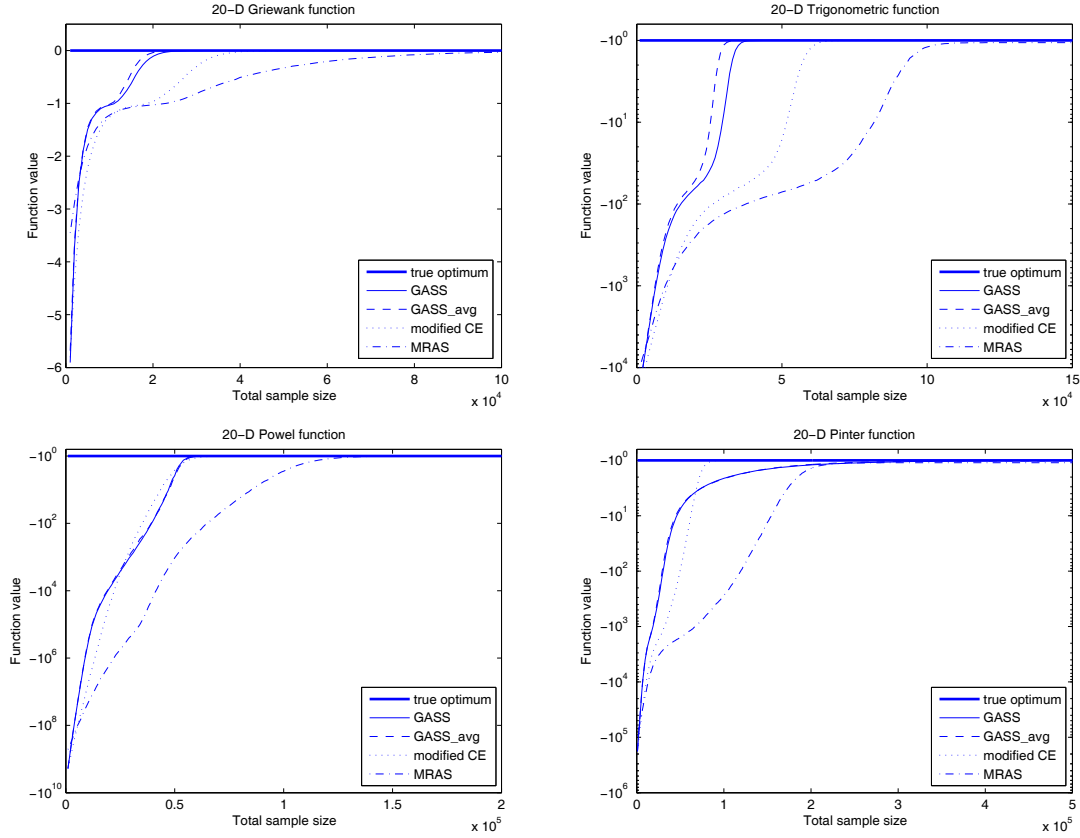 20-D Griewank function
Function value
0
-1
-2
-3
-4
-5
-6
0
2
4
6
8
10
x 10^4
Total sample size
true optimum
GASS
GASS_avg
modified CE
MRAS
20-D Trigonometric function
Function value
-10^0
-10^1
-10^2
-10^3
-10^4
0
5
10
15
x 10^4
Total sample size
true optimum
GASS
GASS_avg
modified CE
MRAS
20-D Powel function
Function value
-10^0
-10^2
-10^4
-10^6
-10^8
-10^10
0
0.5
1
1.5
2
x 10^5
Total sample size
true optimum
GASS
GASS_avg
modified CE
MRAS
20-D Pinter function
Function value
-10^0
-10^1
-10^2
-10^3
-10^4
-10^5
-10^6
0
1
2
3
4
5
x 10^5
Total sample size
true optimum
GASS
GASS_avg
modified CE
MRAS